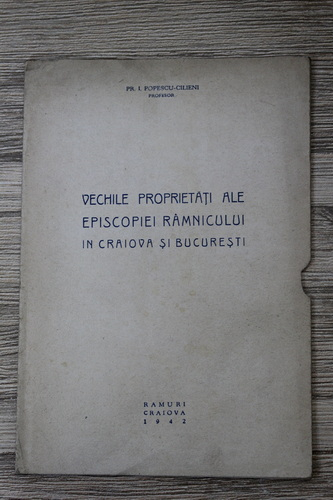 PR. I. POPESCU-CILIENI
PROFESOR
VECHILE PROPRIETĂȚI ALE
EPISCOPIEI RÂMNICULUI
IN CRAIOVA ȘI BUCUREȘTI
RAMURI
CRAIOVA
1942